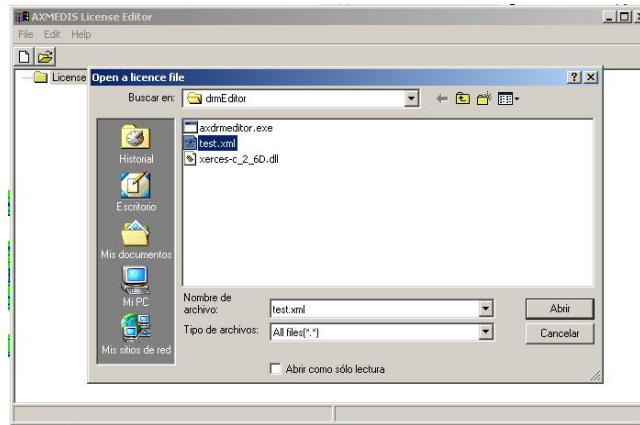 AXMEDIS License Editor
File Edit Help
License
Open a licence file
Buscar en: drmEditor
axdrmeditor.exe
test.xml
xerces-c_2_6D.dll
Historial
Escritorio
Mis documentos
Mi PC
Mis sitios de red
Nombre de
archivo: test.xml
Abrir
Tipo de archivos: All files(*.*)
Cancelar
Abrir como sólo lectura